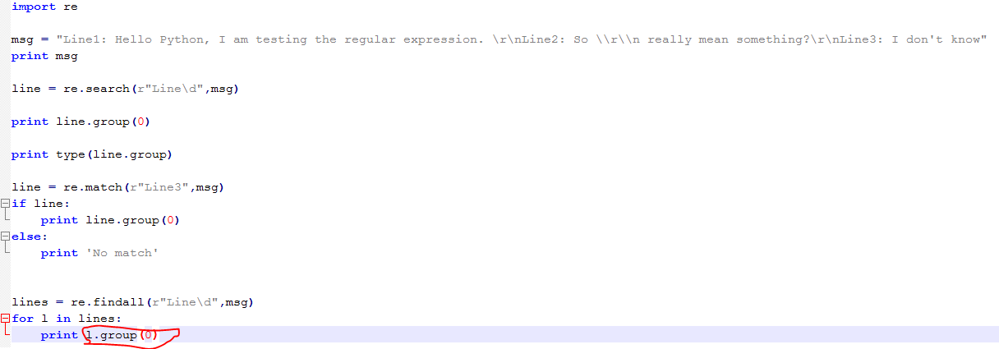 import re
msg = "Line1: Hello Python, I am testing the regular expression. \r\nLine2: So \\r\\n really mean something?\r\nLine3: I don't know"
print msg
line = re.search(r"Line\d",msg)
print line.group(0)
print type(line.group)
line = re.match(r"Line3",msg)
if line:
    print line.group(0)
else:
    print 'No match'
lines = re.findall(r"Line\d",msg)
for l in lines:
    print l.group(0)